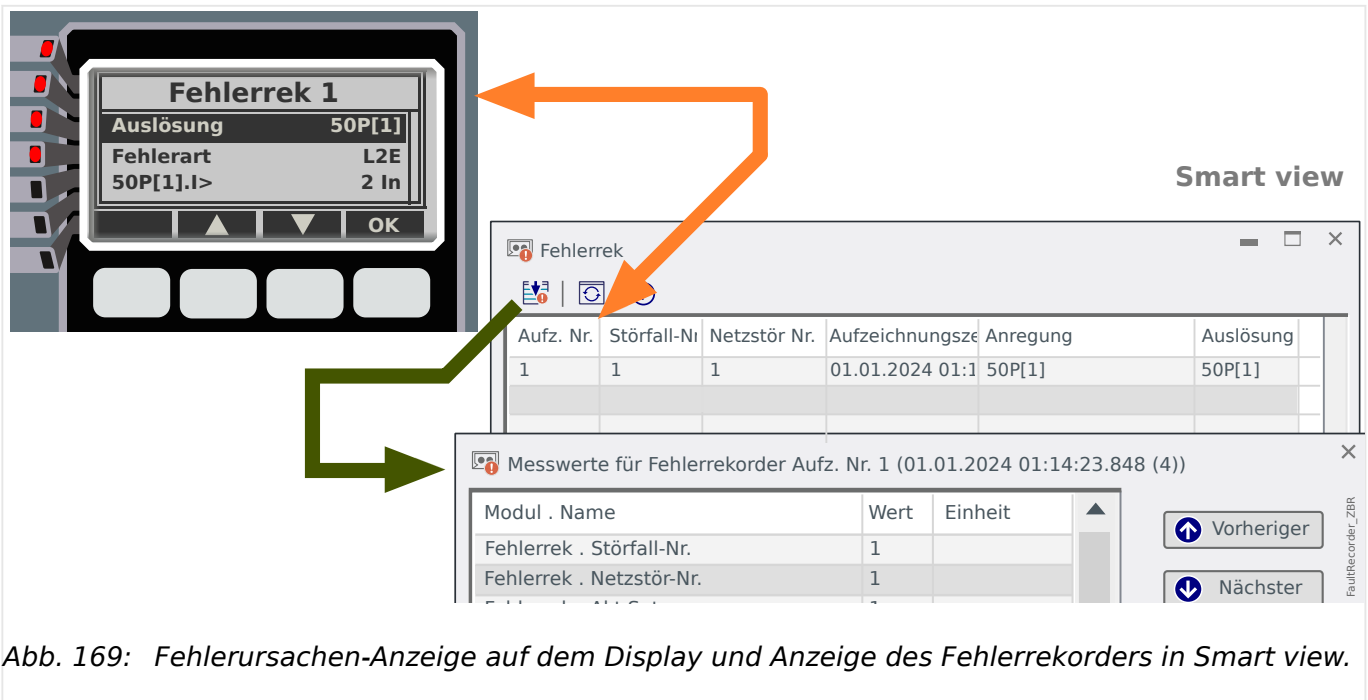 Fehlerrek 1
Auslösung 50P[1]
Fehlerart L2E
50P[1].I> 2 In
OK
Smart view
Fehlerrek
Aufz. Nr. Störfall-Nr Netzstör Nr. Aufzeichnungsze Anregung Auslösung
1 1 1 01.01.2024 01:1 50P[1] 50P[1]
Messwerte für Fehlerrekorder Aufz. Nr. 1 (01.01.2024 01:14:23.848 (4))
Modul . Name Wert Einheit
Fehlerrek . Störfall-Nr. 1
Fehlerrek . Netzstör-Nr. 1
Vorheriger
Nächster
FaultRecorder_ZBR
Abb. 169: Fehlerursachen-Anzeige auf dem Display und Anzeige des Fehlerrekorders in Smart view.